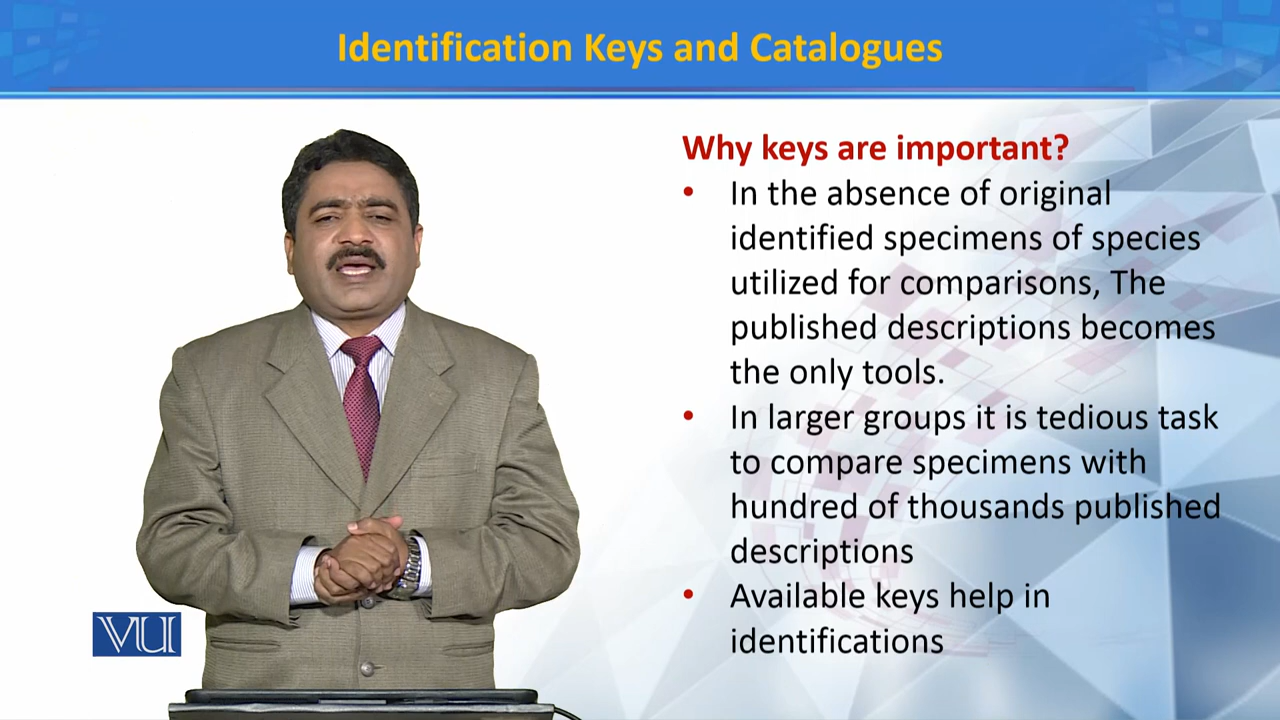 Identification Keys and Catalogues
Why keys are important?
• In the absence of original
identified specimens of species
utilized for comparisons, The
published descriptions becomes
the only tools.
• In larger groups it is tedious task
to compare specimens with
hundred of thousands published
descriptions
• Available keys help in
identifications
VU